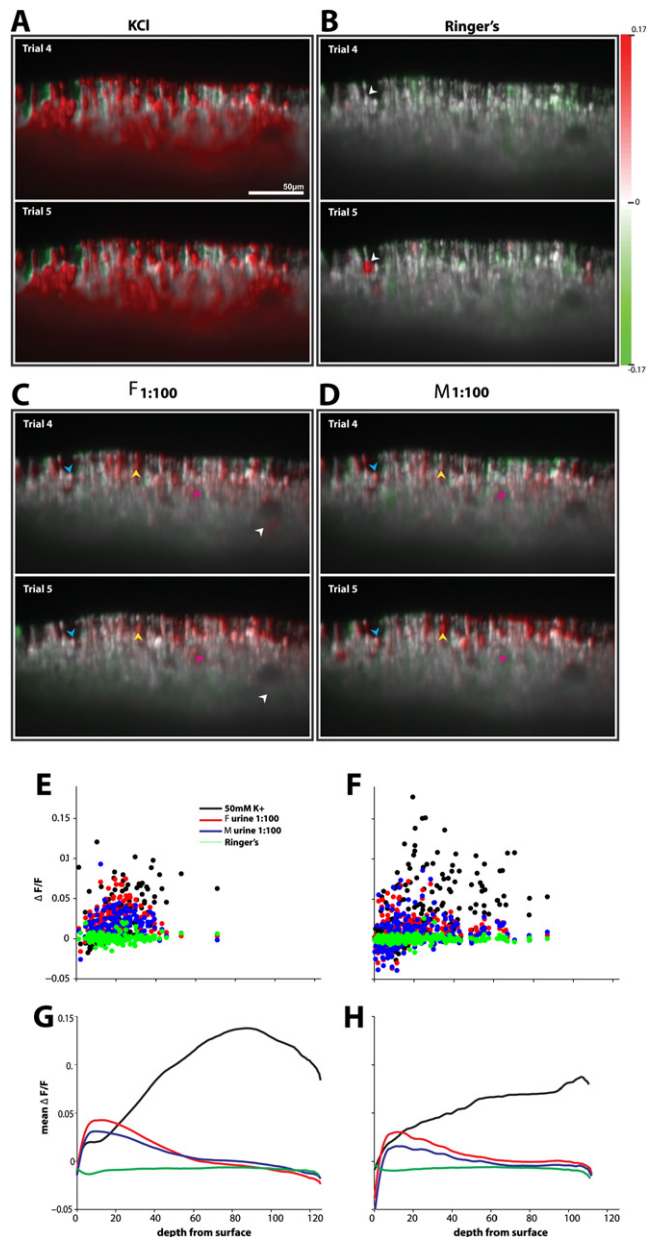 A
KCl
B
Ringer's
Trial 4
50µm
Trial 4
Trial 5
Trial 5
0.17
0
-0.17
C
F 1:100
D
M 1:100
Trial 4
Trial 4
Trial 5
Trial 5
E
50mM K+
F urine 1:100
M urine 1:100
Ringer's
F
Δ F/F
0.15
0.1
0.05
0
−0.05
G
H
mean Δ F/F
0.15
0.1
0.05
0
−0.05
0 20 40 60 80 100 120
depth from surface
0 20 40 60 80 100 120
depth from surface